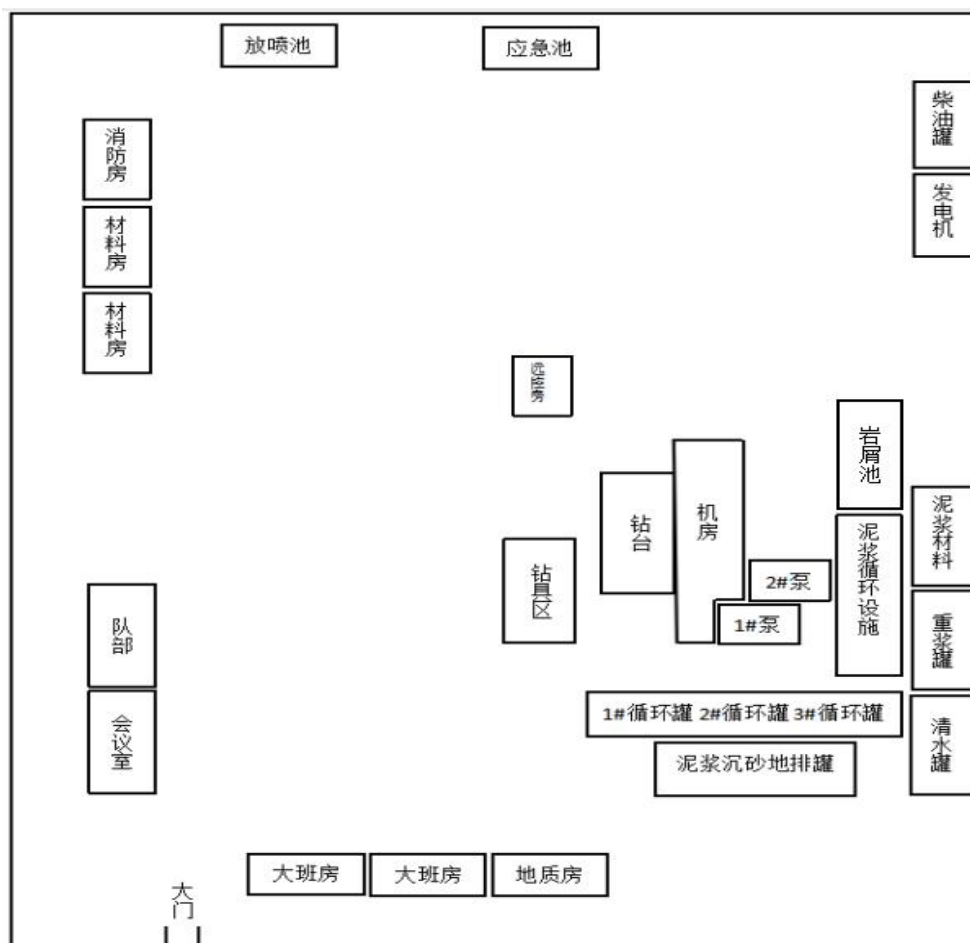 放喷池
应急池
柴油罐
消防房
发电机
材料房
材料房
远控房
岩屑池
钻台
机房
泥浆材料
泥浆循环设施
钻具区
2#泵
1#泵
队部
重浆罐
会议室
1#循环罐 2#循环罐 3#循环罐
清水罐
泥浆沉砂地排罐
大班房
大班房
地质房
大门